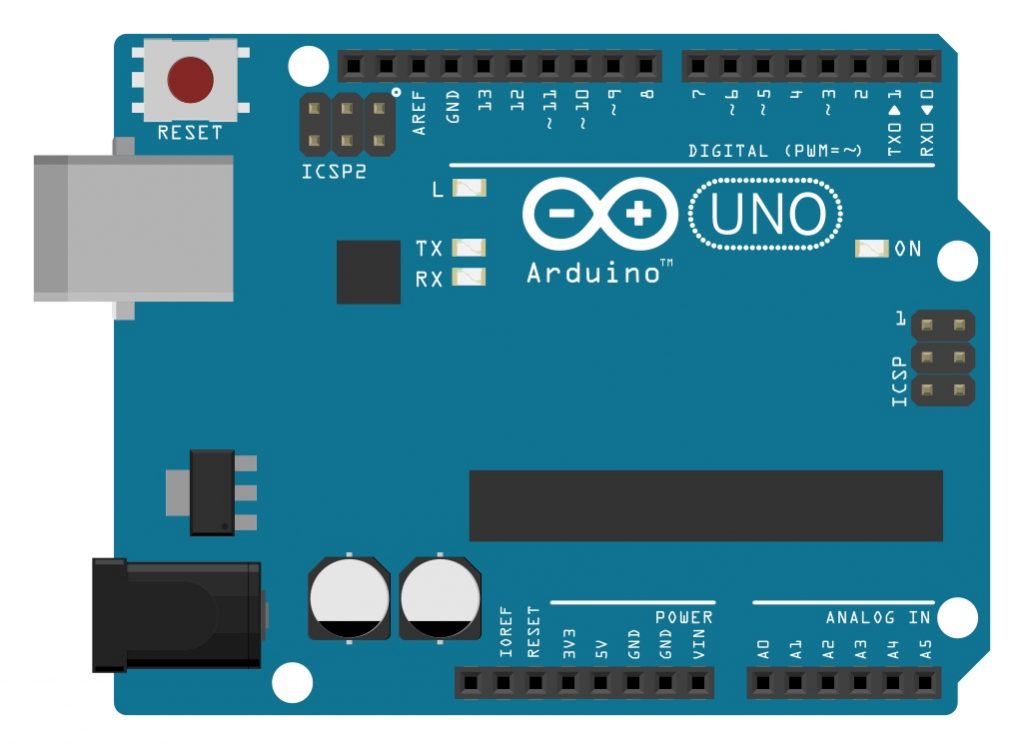 RESET
ICSP2
AREF
GND
13
12
~11
~10
~9
8
7
~6
~5
4
~3
2
TX0▶1
RX0◀0
DIGITAL (PWM=~)
L
TX
RX
Arduino™
UNO
ON
1
ICSP
POWER
IOREF
RESET
3V3
5V
GND
GND
VIN
ANALOG IN
A0
A1
A2
A3
A4
A5